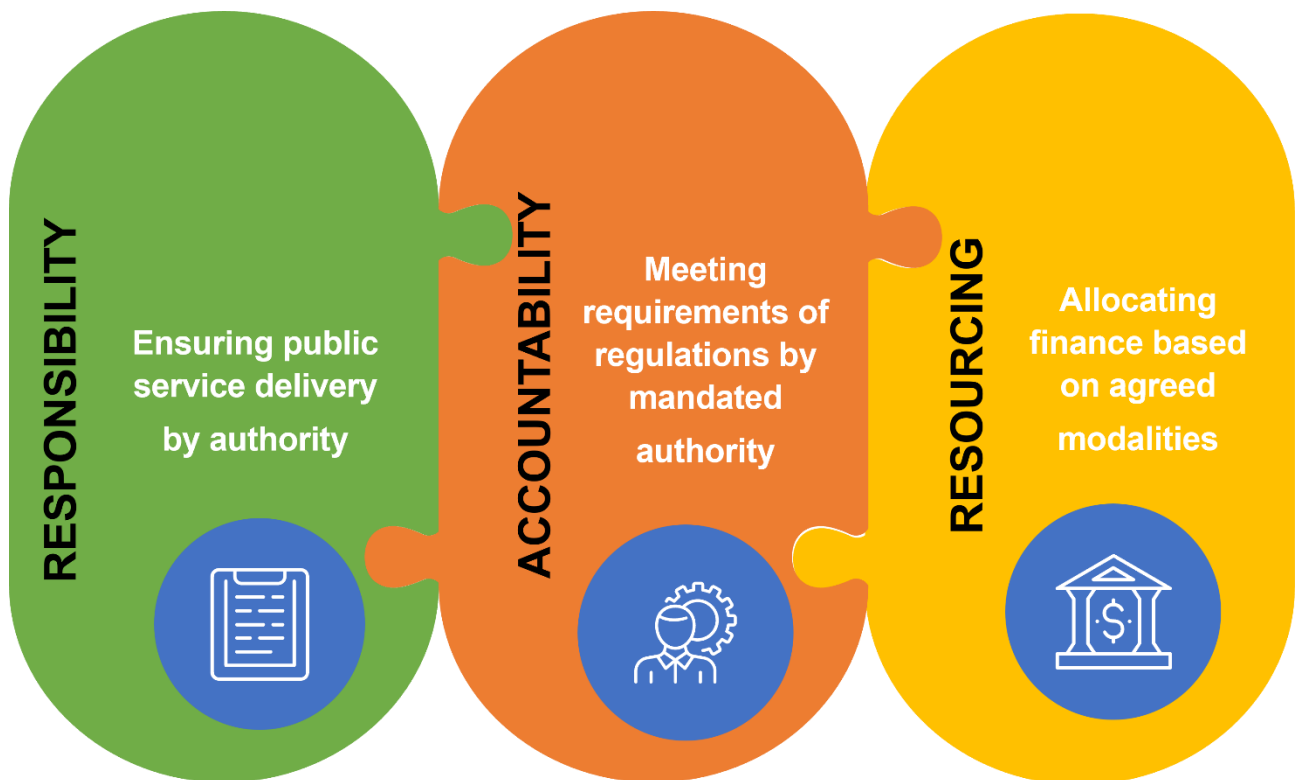 RESPONSIBILITY
Ensuring public
service delivery
by authority
ACCOUNTABILITY
Meeting
requirements of
regulations by
mandated
authority
RESOURCING
Allocating
finance based
on agreed
modalities
$